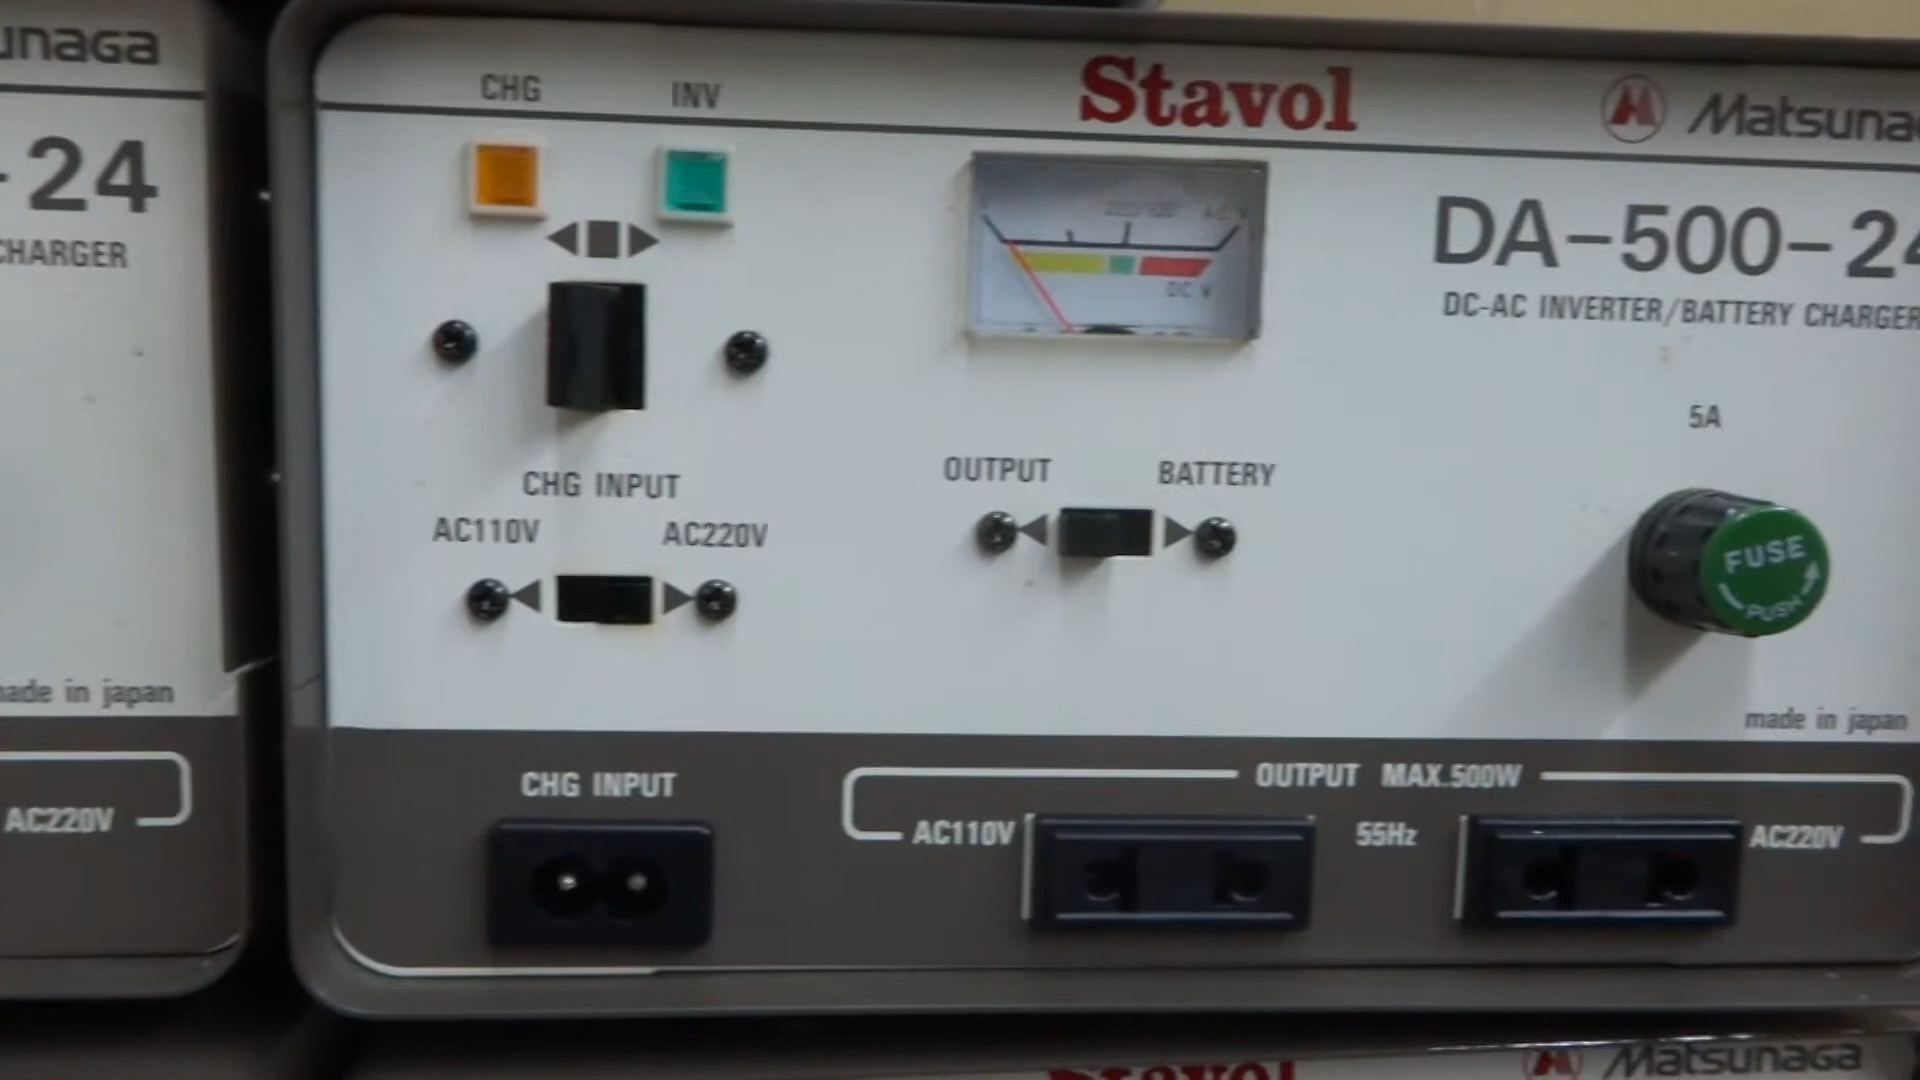 unaga
-24
CHARGER
made in japan
AC220V
CHG INV
Stavol
Matsuna
DA-500-24
DC-AC INVERTER/BATTERY CHARGER
DC V
5A
OUTPUT BATTERY
CHG INPUT
AC110V AC220V
FUSE
PUSH
made in japan
CHG INPUT
OUTPUT MAX.500W
AC110V 55Hz AC220V
Stavol
Matsunaga